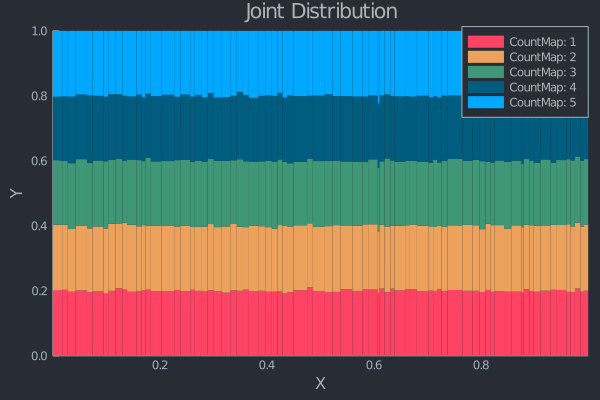 Joint Distribution
1.0
0.8
0.6
0.4
0.2
0.0
Y
CountMap: 1
CountMap: 2
CountMap: 3
CountMap: 4
CountMap: 5
0.2 0.4 0.6 0.8
X